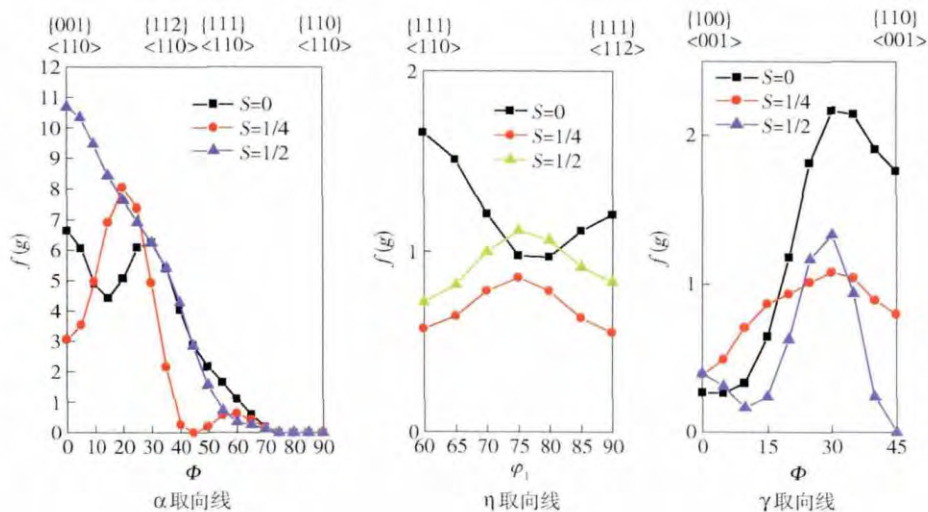 {001} {112} {111} {110}
<110> <110> <110> <110>
12
11
10
9
8
7
6
5
4
3
2
1
0
f(g)
S=0
S=1/4
S=1/2
0 10 20 30 40 50 60 70 80 90
Φ
α取向线
{111} {111}
<110> <112>
2
1
0
f(g)
S=0
S=1/4
S=1/2
60 65 70 75 80 85 90
φ₁
η取向线
{100} {110}
<001> <001>
2
1
0
f(g)
S=0
S=1/4
S=1/2
0 15 30 45
Φ
γ取向线